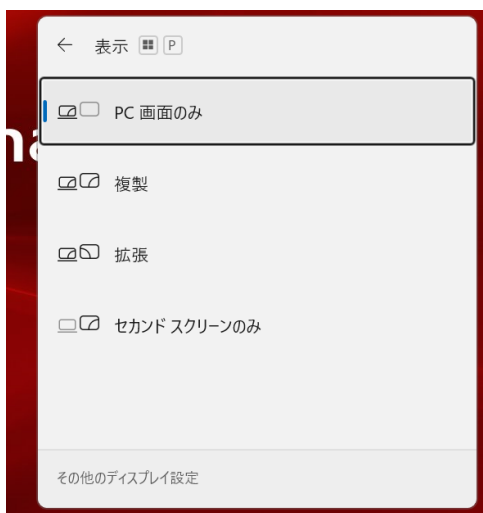 表示 P
PC 画面のみ
複製
拡張
セカンド スクリーンのみ
その他のディスプレイ設定